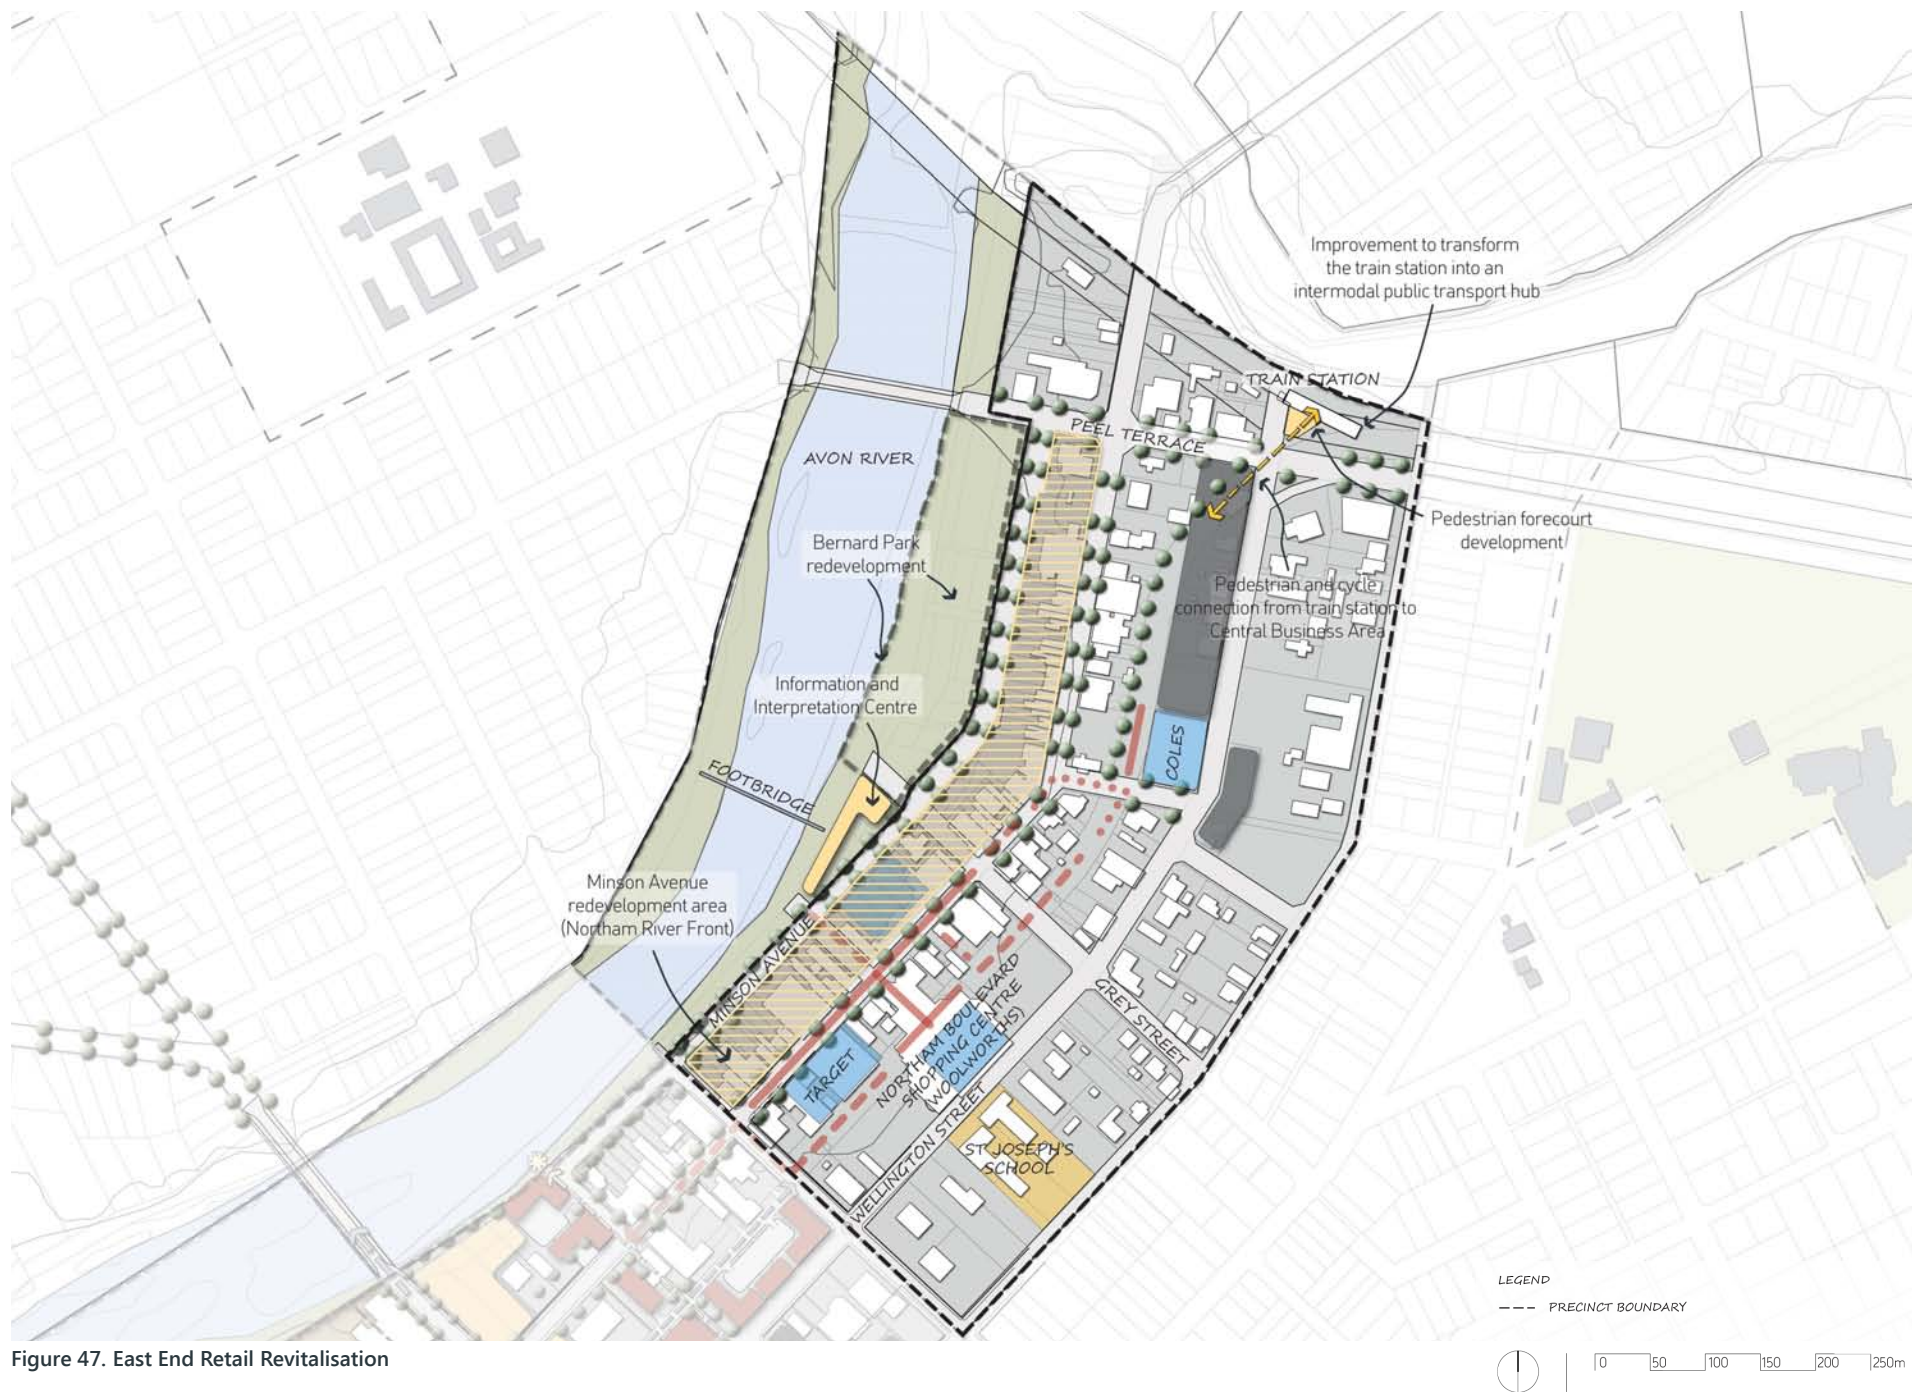 Improvement to transform
the train station into an
intermodal public transport hub
TRAIN STATION
PEEL TERRACE
AVON RIVER
Pedestrian forecourt
development
Bernard Park
redevelopment
Pedestrian and cycle
connection from train station to
Central Business Area
Information and
Interpretation Centre
COLES
FOOTBRIDGE
Minson Avenue
redevelopment area
(Northam River Front)
MINSON AVENUE
NORTHAM BOULEVARD
SHOPPING CENTRE
(WOOLWORTHS)
GREY STREET
TARGET
WELLINGTON STREET
ST JOSEPH'S
SCHOOL
LEGEND
PRECINCT BOUNDARY
Figure 47. East End Retail Revitalisation
0 50 100 150 200 250m